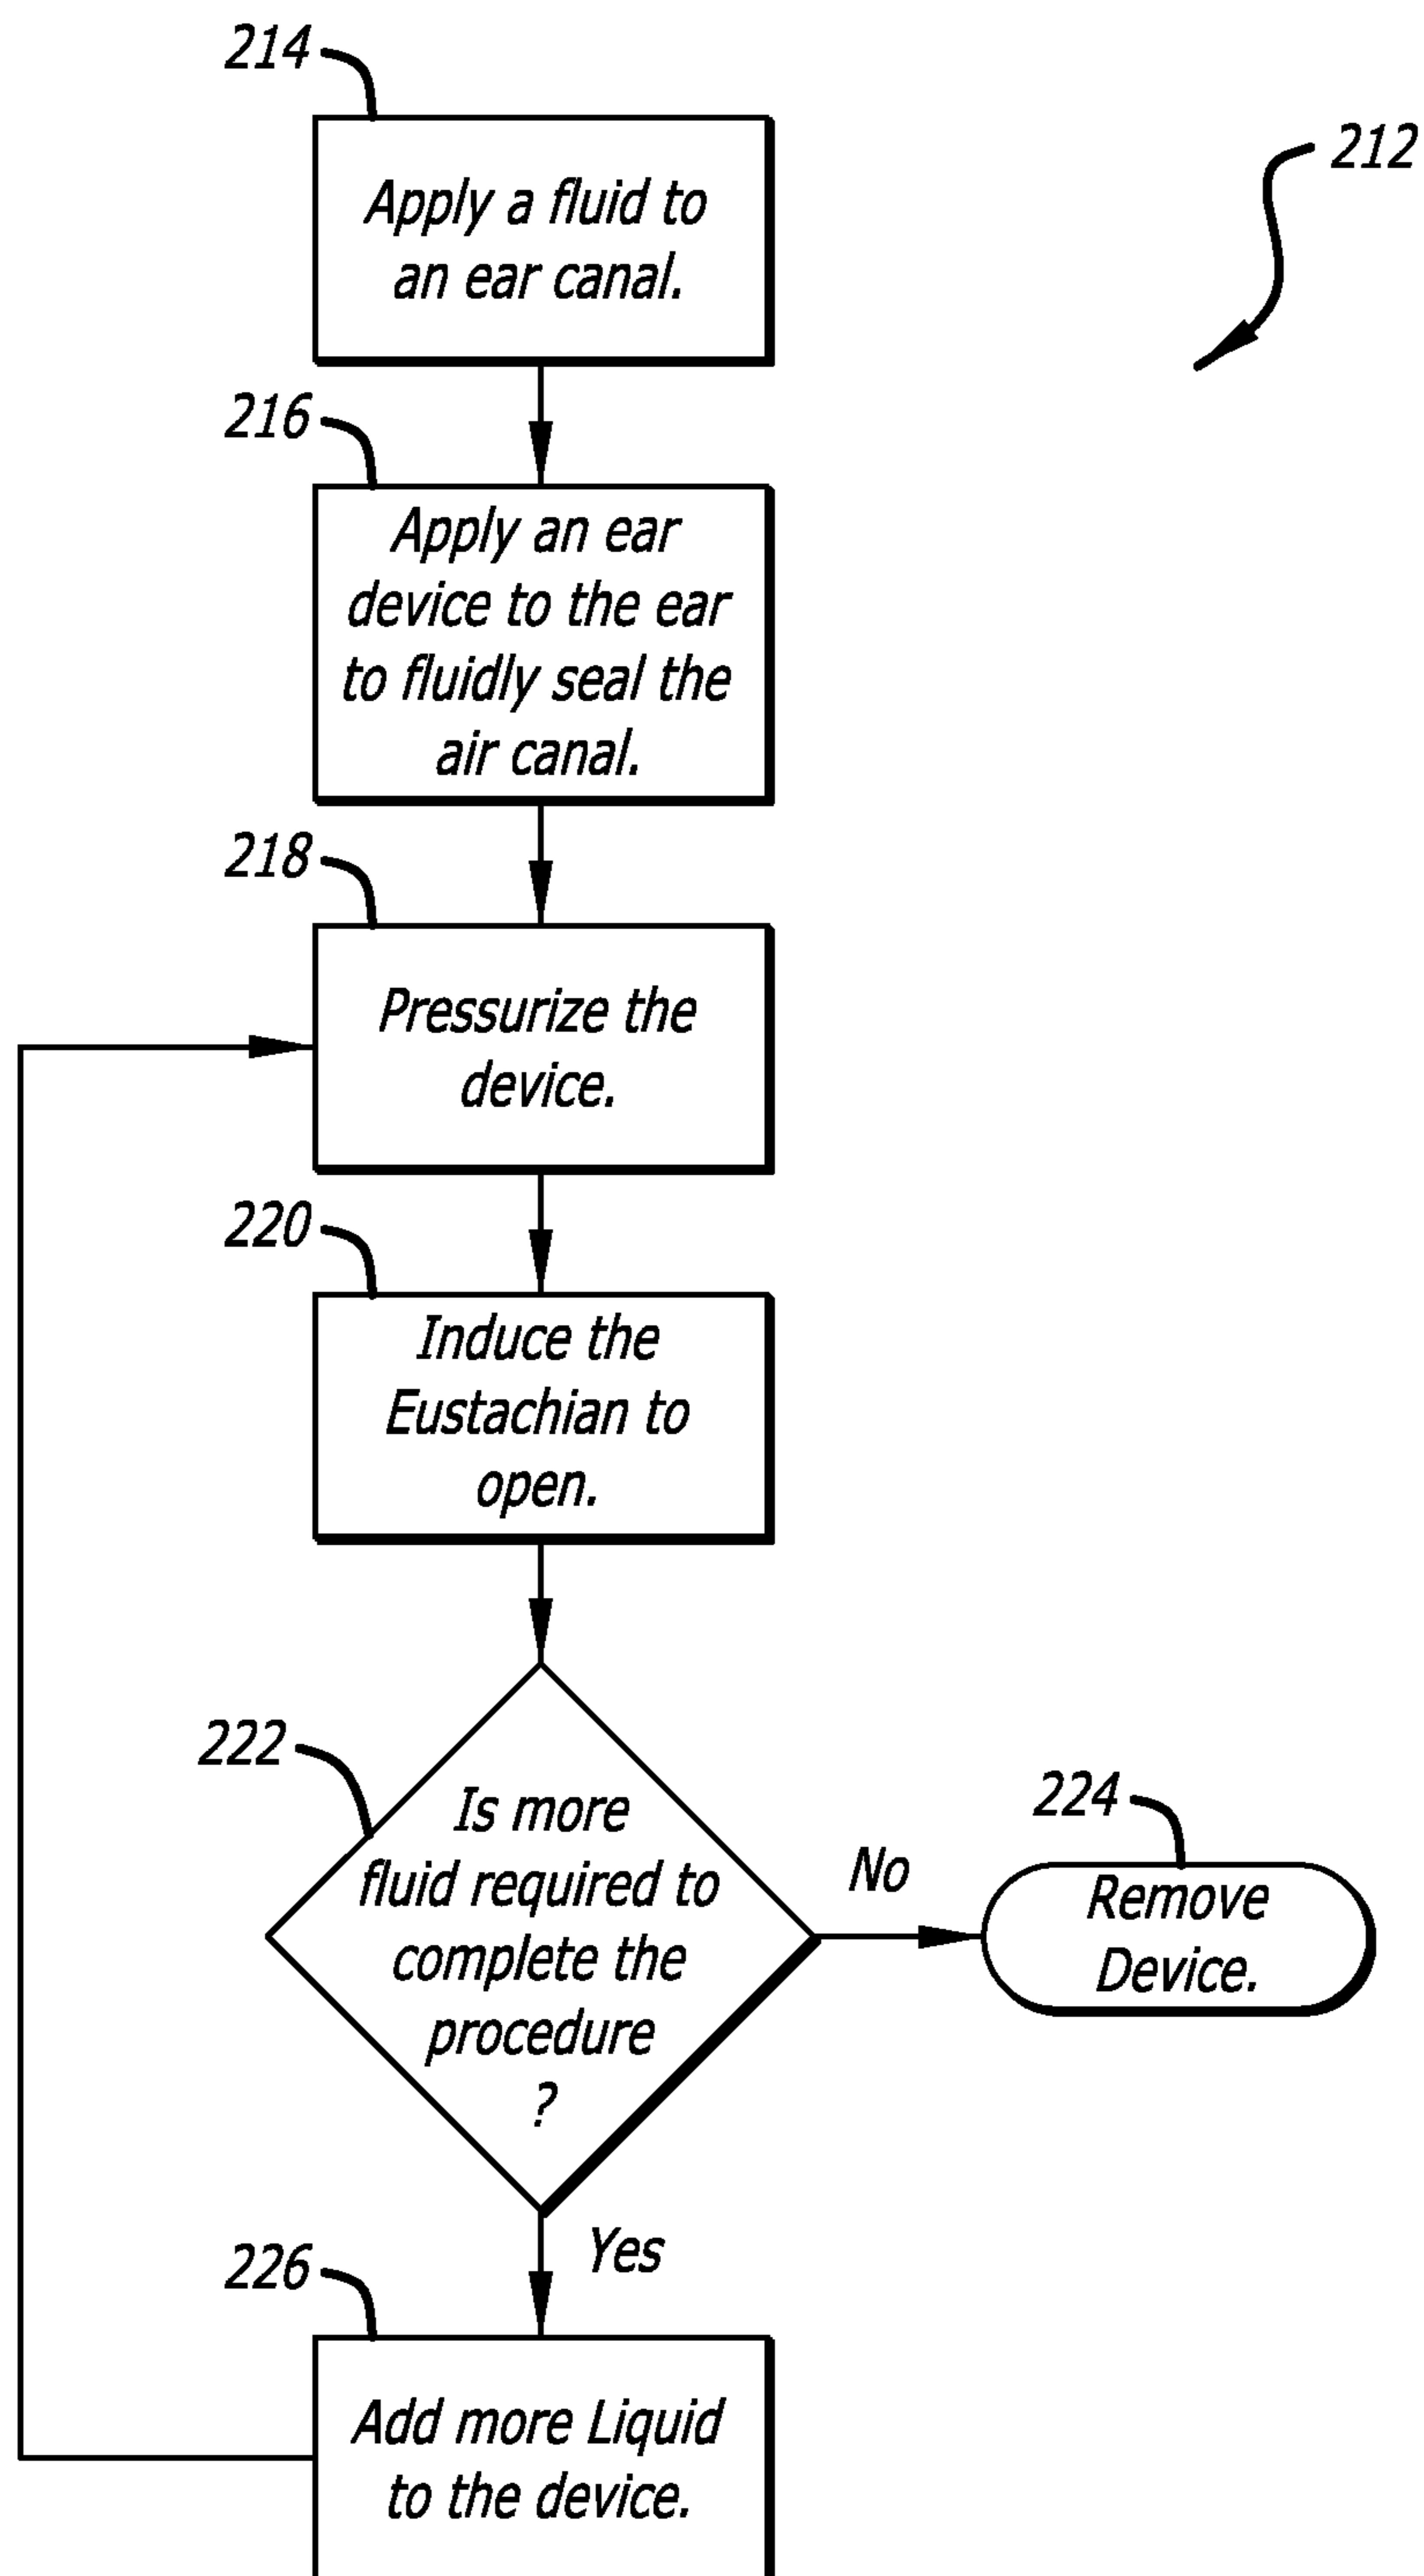 214
212
Apply a fluid to
an ear canal.
216
Apply an ear
device to the ear
to fluidly seal the
air canal.
218
Pressurize the
device.
220
Induce the
Eustachian to
open.
222
Is more
fluid required to
complete the
procedure
?
No
224
Remove
Device.
Yes
226
Add more Liquid
to the device.